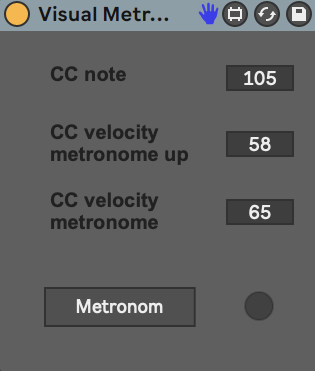 Visual Metr...
CC note
105
CC velocity
metronome up
58
CC velocity
metronome
65
Metronom